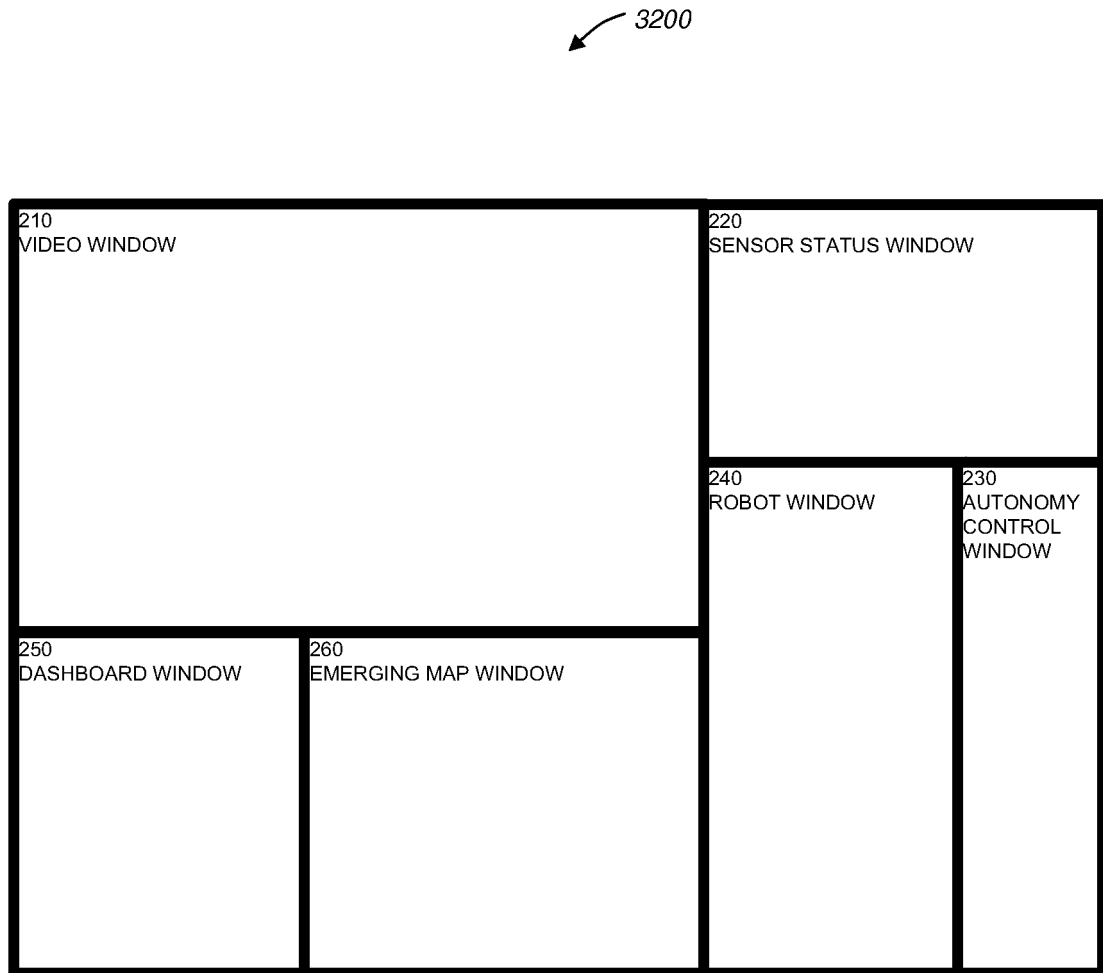 3200
210
VIDEO WINDOW
220
SENSOR STATUS WINDOW
240
ROBOT WINDOW
230
AUTONOMY
CONTROL
WINDOW
250
DASHBOARD WINDOW
260
EMERGING MAP WINDOW